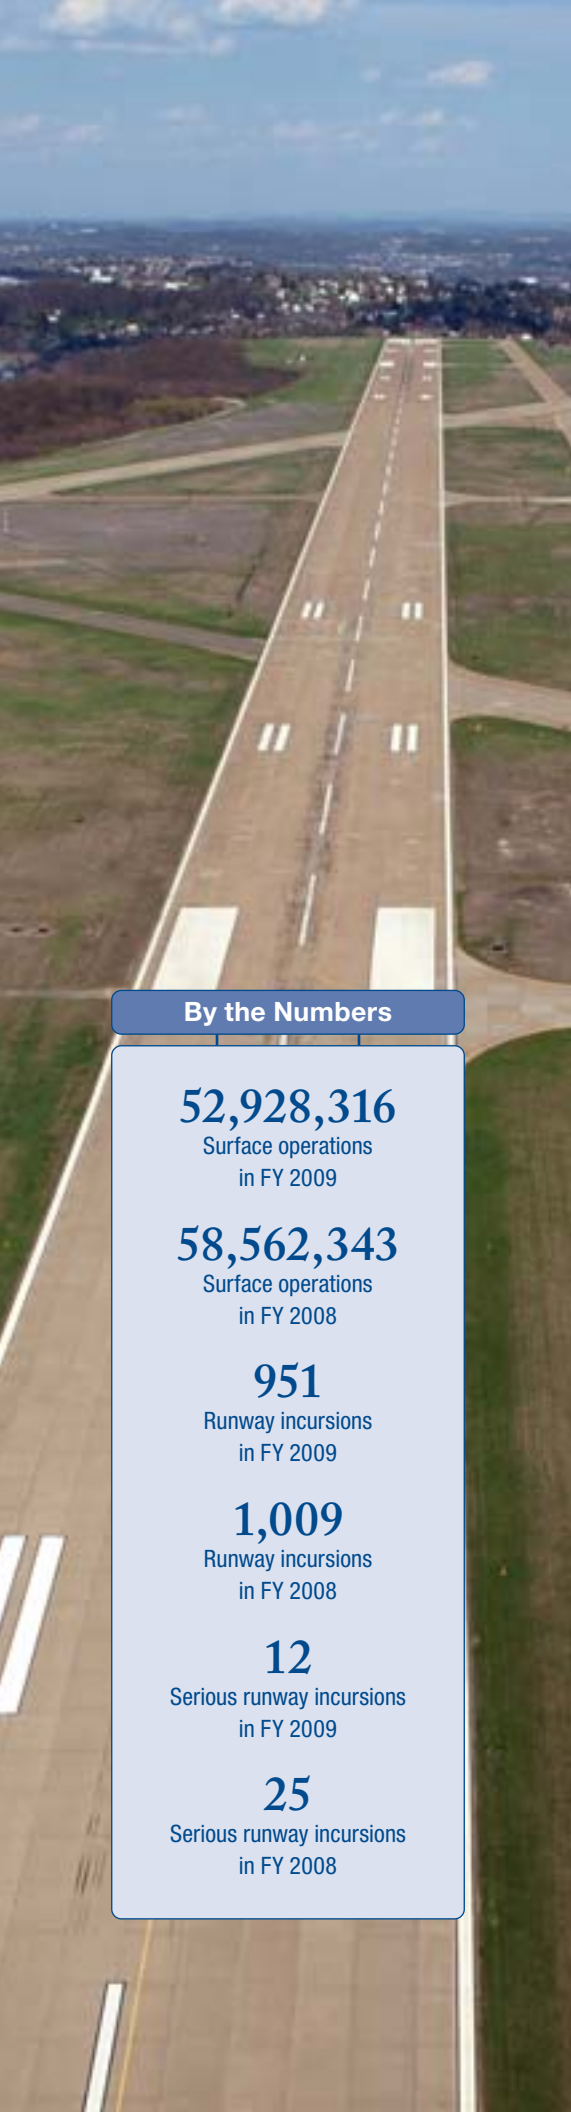 By the Numbers
52,928,316
Surface operations
in FY 2009
58,562,343
Surface operations
in FY 2008
951
Runway incursions
in FY 2009
1,009
Runway incursions
in FY 2008
12
Serious runway incursions
in FY 2009
25
Serious runway incursions
in FY 2008